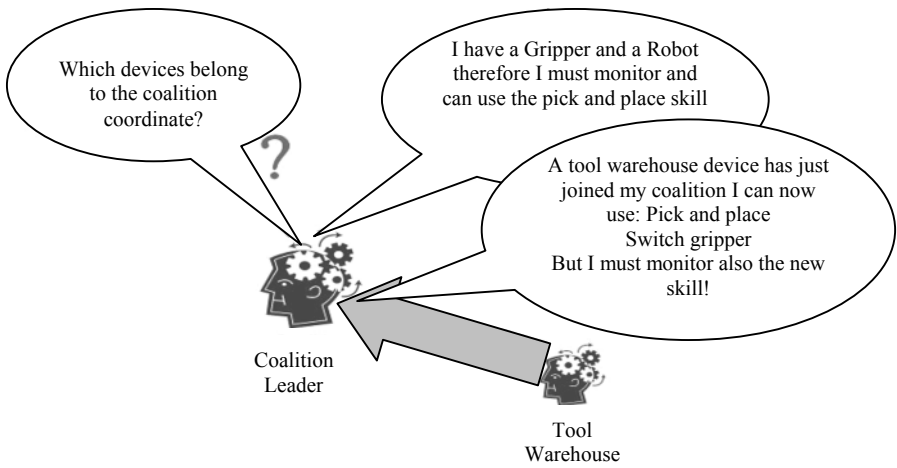 Which devices belong
to the coalition
coordinate?
I have a Gripper and a Robot
therefore I must monitor and
can use the pick and place skill
?
A tool warehouse device has just
joined my coalition I can now
use: Pick and place
Switch gripper
But I must monitor also the new
skill!
Coalition
Leader
Tool
Warehouse